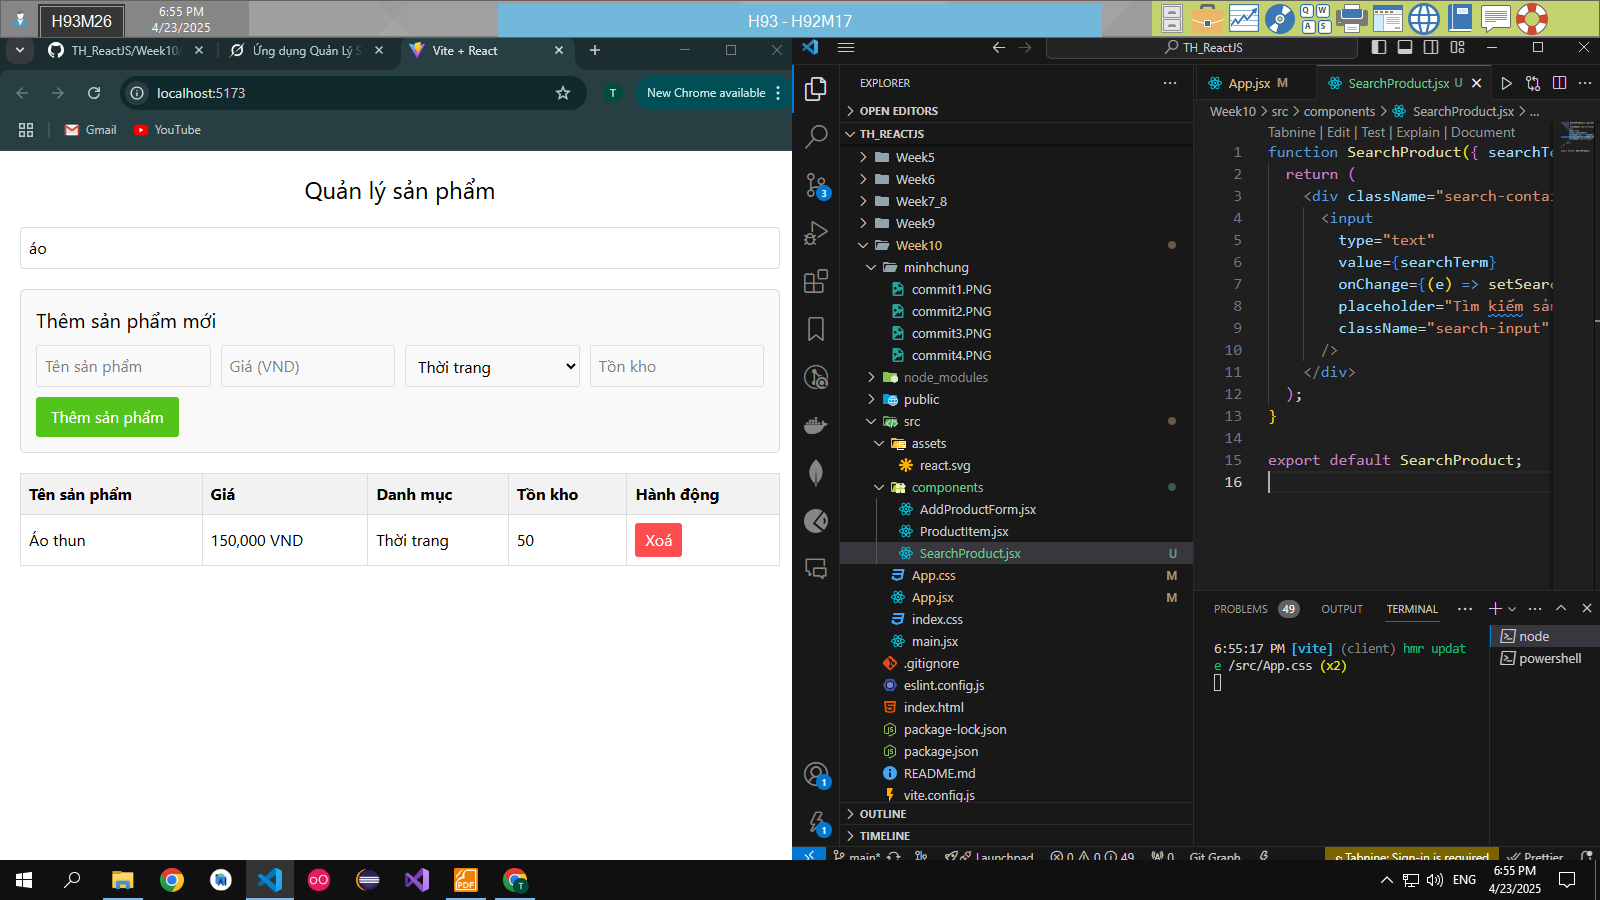 H93M26
6:55 PM
4/23/2025
H93 - H92M17
Q W
A S
TH_ReactJS/Week10/
Ứng dụng Quản Lý S
Vite + React
localhost:5173
T
New Chrome available
Gmail
YouTube
Quản lý sản phẩm
áo
Thêm sản phẩm mới
Tên sản phẩm
Giá (VND)
Thời trang
Tồn kho
Thêm sản phẩm
Tên sản phẩm Giá Danh mục Tồn kho Hành động
Áo thun 150,000 VND Thời trang 50 Xoá
TH_ReactJS
3
1
1
EXPLORER
OPEN EDITORS
TH_REACTJS
Week5
Week6
Week7_8
Week9
Week10
minhchung
commit1.PNG
commit2.PNG
commit3.PNG
commit4.PNG
node_modules
public
src
assets
react.svg
components
AddProductForm.jsx
ProductItem.jsx
SearchProduct.jsx U
App.css M
App.jsx M
index.css
main.jsx
.gitignore
eslint.config.js
index.html
package-lock.json
package.json
README.md
vite.config.js
OUTLINE
TIMELINE
App.jsx M
SearchProduct.jsx U
Week10 > src > components > SearchProduct.jsx > ...
Tabnine | Edit | Test | Explain | Document
1 function SearchProduct({ searchTe
2 return (
3 <div className="search-contai
4 <input
5 type="text"
6 value={searchTerm}
7 onChange={(e) => setSearc
8 placeholder="Tìm kiếm sản
9 className="search-input"
10 />
11 </div>
12 );
13 }
14
15 export default SearchProduct;
16
PROBLEMS 49 OUTPUT TERMINAL
6:55:17 PM [vite] (client) hmr updat
e /src/App.css (x2)
node
powershell
main*
Launchpad
0 0 49
0
Git Graph
Tabnine: Sign-in is required
Prettier
PDF
T
ENG
6:55 PM
4/23/2025